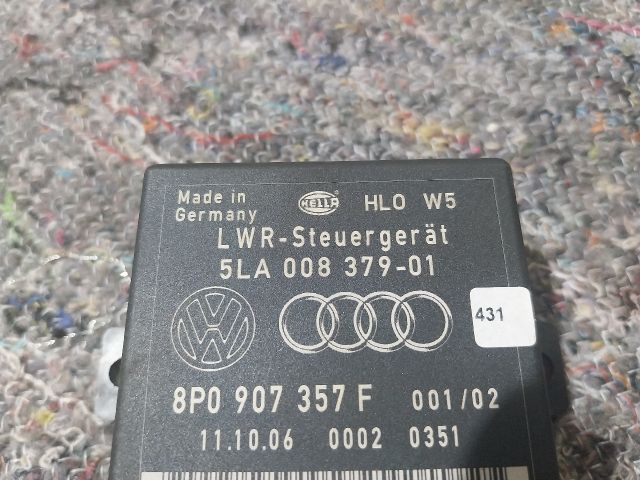 Made in HELLA HLO W5
Germany
LWR-Steuergerät
5LA 008 379-01
VW
431
8P0 907 357 F 001/02
11.10.06 0002 0351